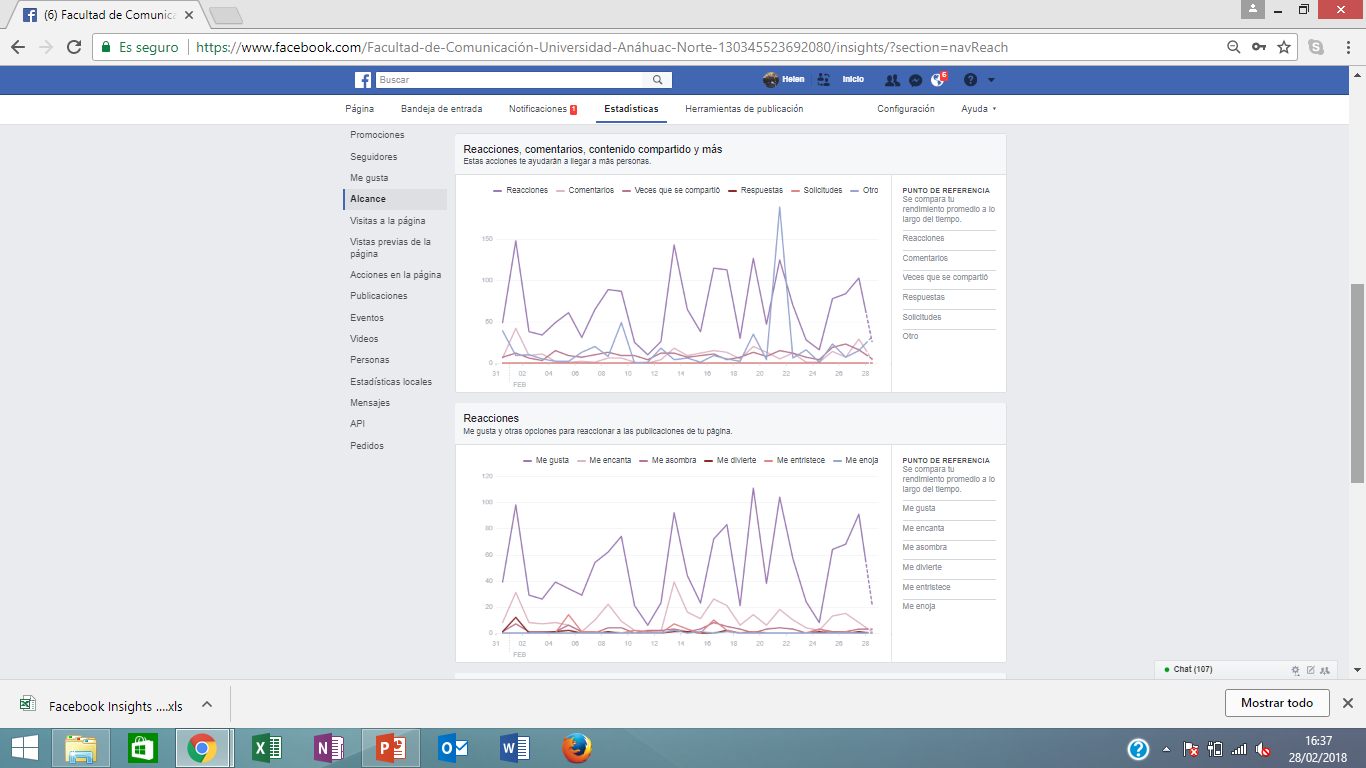 (6) Facultad de Comunica
Es seguro
https://www.facebook.com/Facultad-de-Comunicación-Universidad-Anáhuac-Norte-130345523692080/insights/?section=navReach
Buscar
Helen
Inicio
6
Página
Bandeja de entrada
Notificaciones 1
Estadísticas
Herramientas de publicación
Configuración
Ayuda
Promociones
Seguidores
Me gusta
Alcance
Visitas a la página
Vistas previas de la
página
Acciones en la página
Publicaciones
Eventos
Videos
Personas
Estadísticas locales
Mensajes
API
Pedidos
Reacciones, comentarios, contenido compartido y más
Estas acciones te ayudarán a llegar a más personas.
Reacciones Comentarios Veces que se compartió Respuestas Solicitudes Otro
150
100
50
0
31 02 04 06 08 10 12 14 16 18 20 22 24 26 28
FEB
PUNTO DE REFERENCIA
Se compara tu
rendimiento promedio a lo
largo del tiempo.
Reacciones
Comentarios
Veces que se compartió
Respuestas
Solicitudes
Otro
Reacciones
Me gusta y otras opciones para reaccionar a las publicaciones de tu página.
Me gusta Me encanta Me asombra Me divierte Me entristece Me enoja
120
100
80
60
40
20
0
31 02 04 06 08 10 12 14 16 18 20 22 24 26 28
FEB
PUNTO DE REFERENCIA
Se compara tu
rendimiento promedio a lo
largo del tiempo.
Me gusta
Me encanta
Me asombra
Me divierte
Me entristece
Me enoja
Chat (107)
Facebook Insights ....xls
Mostrar todo
16:37
28/02/2018